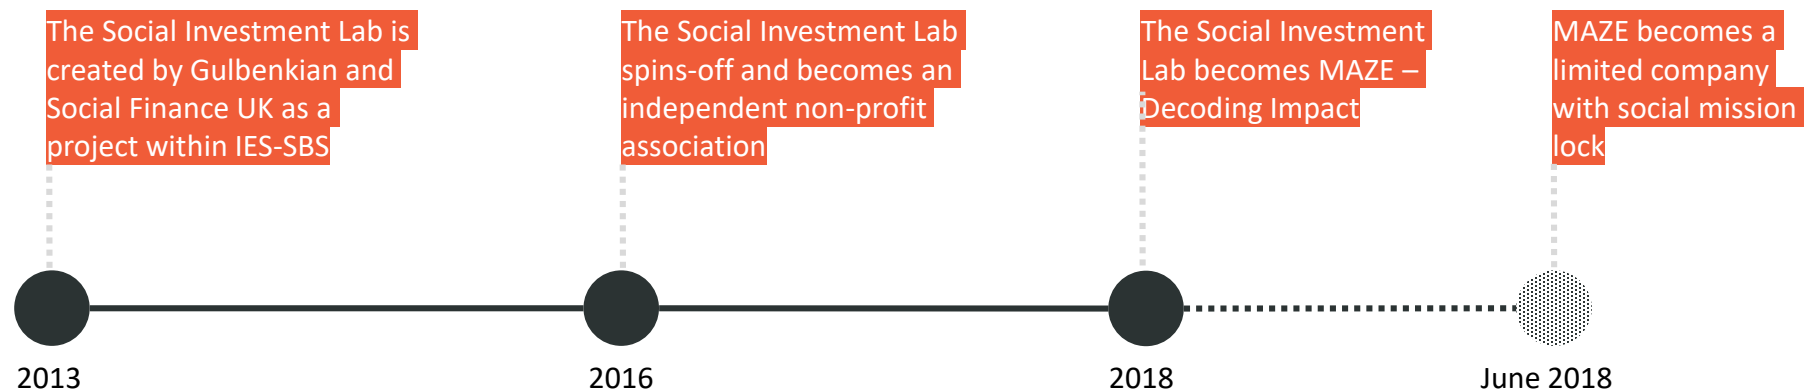 The Social Investment Lab is
created by Gulbenkian and
Social Finance UK as a
project within IES-SBS
The Social Investment Lab
spins-off and becomes an
independent non-profit
association
The Social Investment
Lab becomes MAZE –
Decoding Impact
MAZE becomes a
limited company
with social mission
lock
2013
2016
2018
June 2018